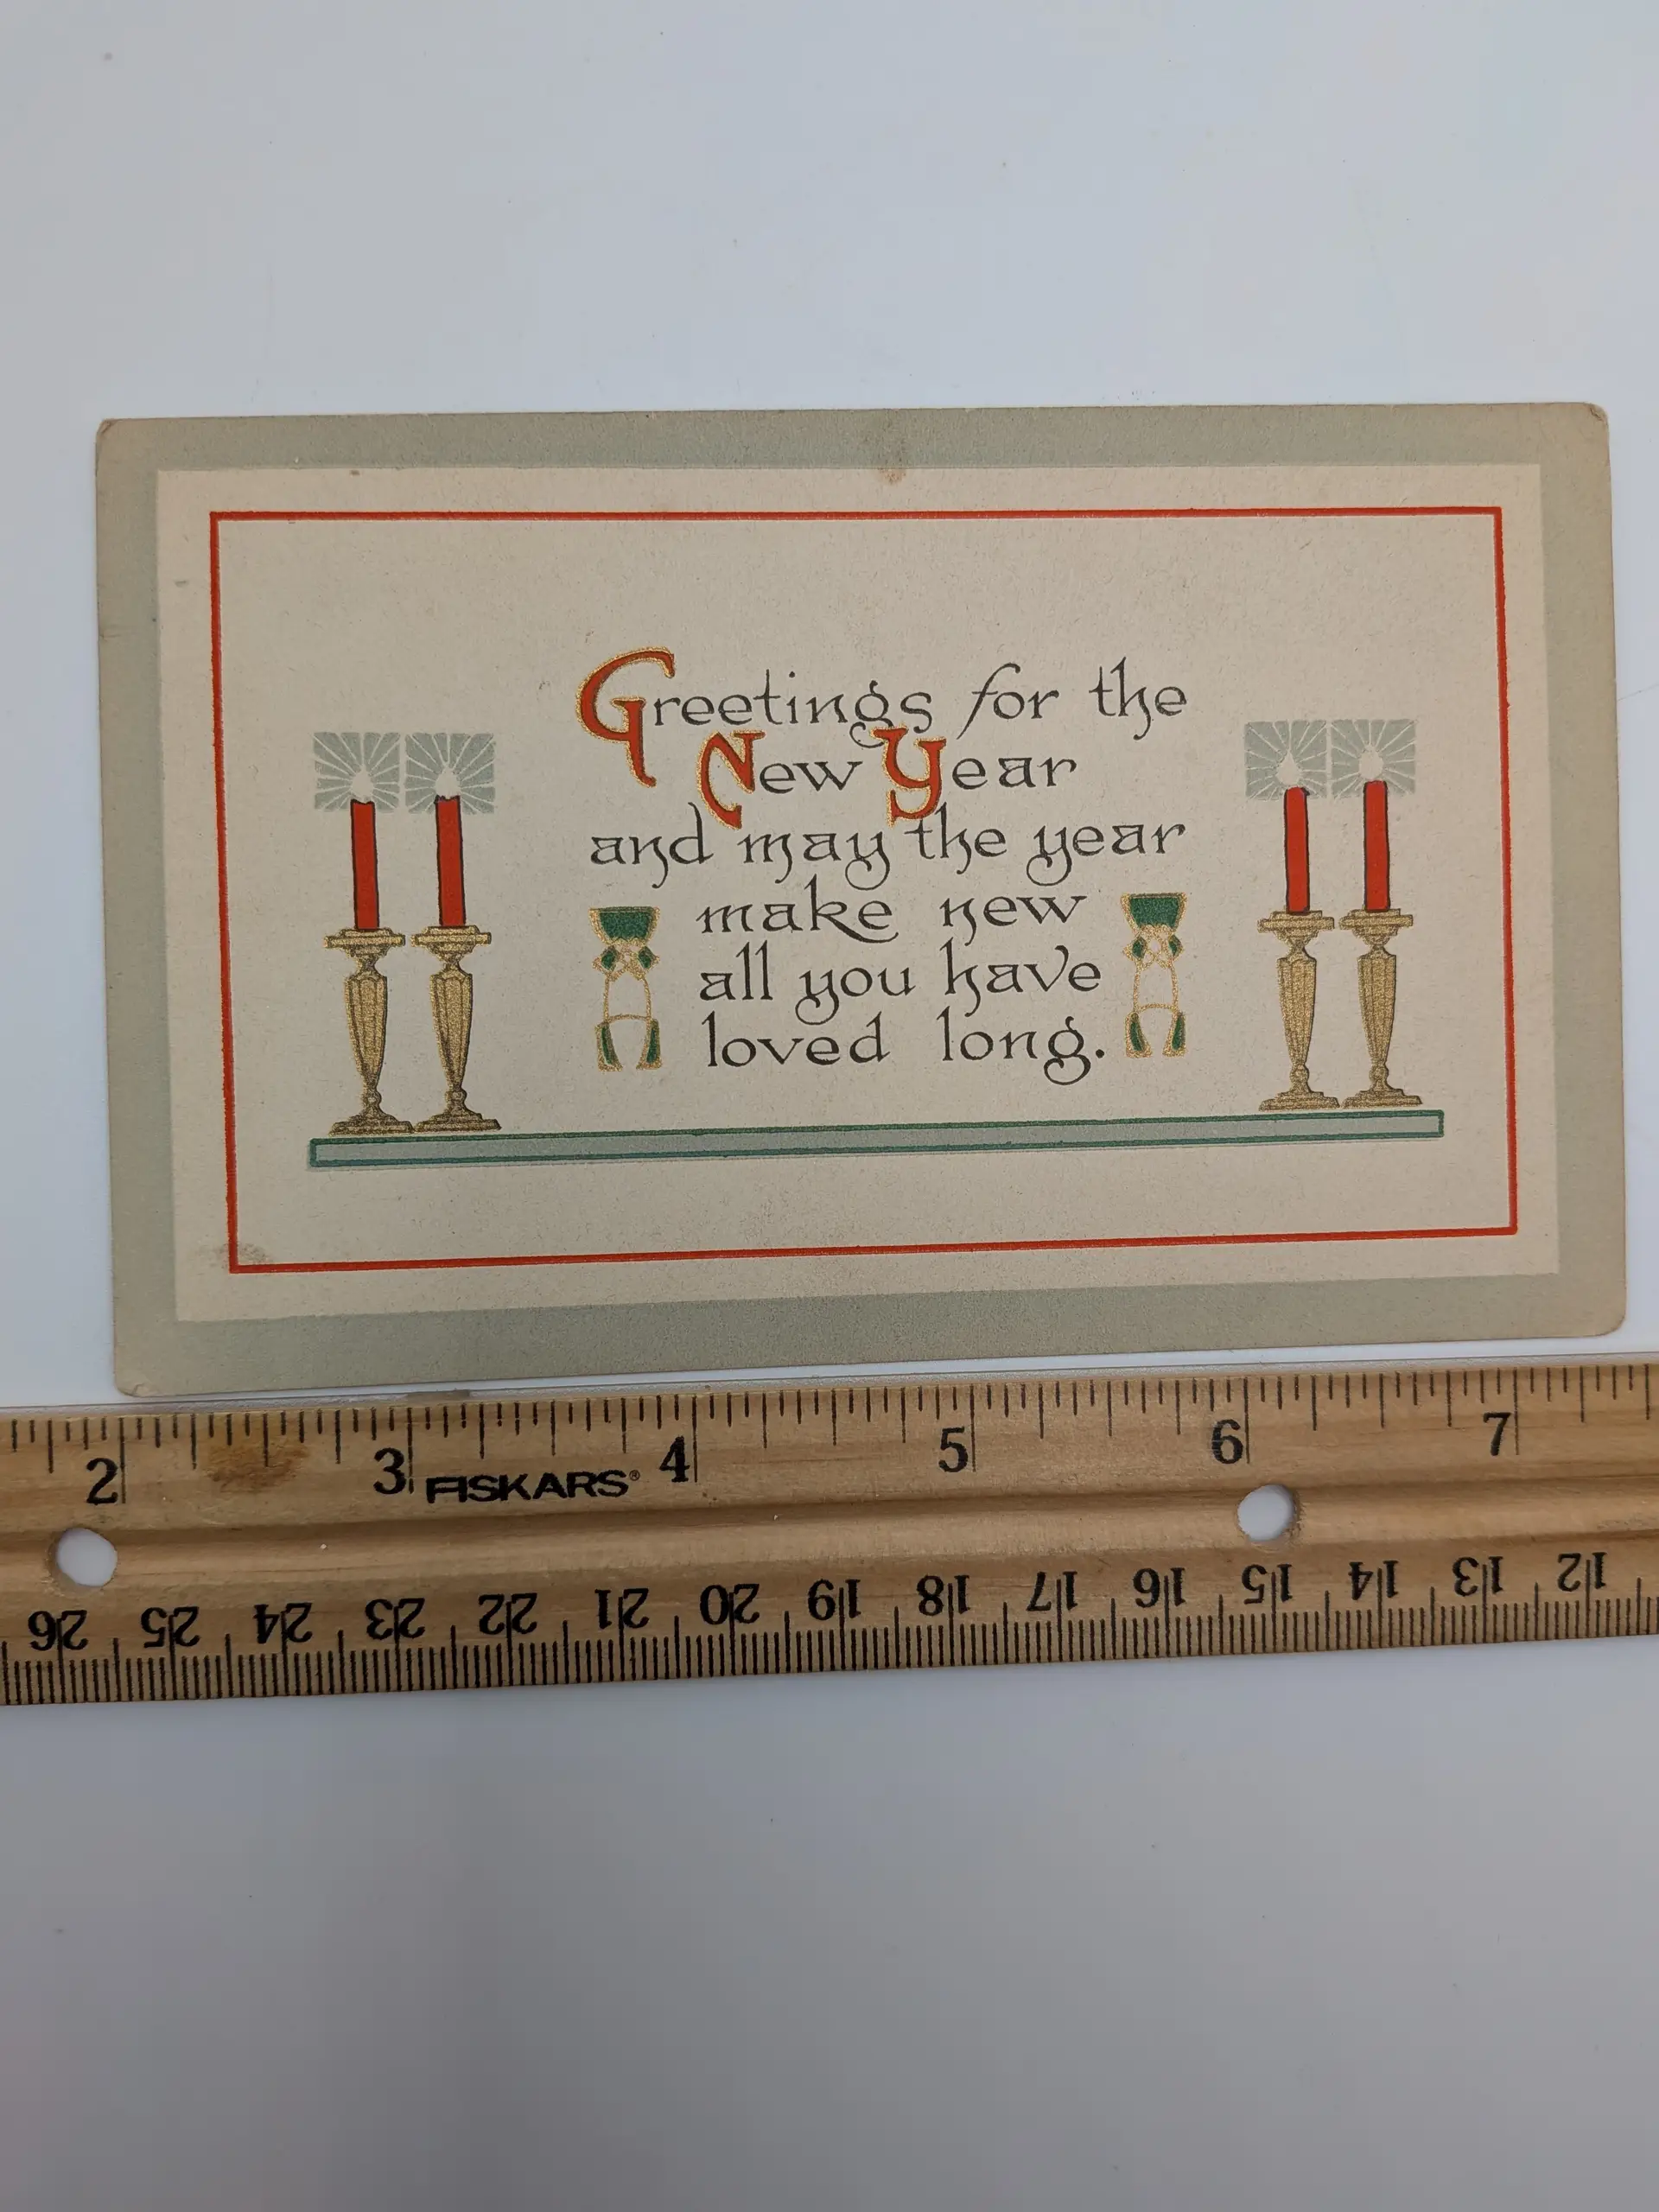 Greetings for the
New Year
and may the year
make new
all you have
loved long.
2 3 FISKARS® 4 5 6 7
26 25 24 23 22 21 20 19 18 17 16 15 14 13 12